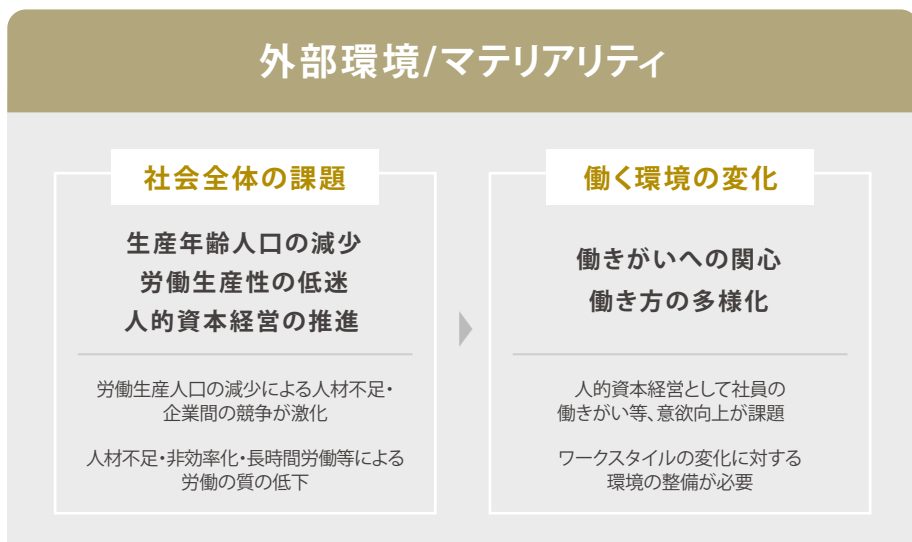 外部環境/マテリアリティ
社会全体の課題
生産年齢人口の減少
労働生産性の低迷
人的資本経営の推進
労働生産人口の減少による人材不足・
企業間の競争が激化
人材不足・非効率化・長時間労働等による
労働の質の低下
働く環境の変化
働きがいへの関心
働き方の多様化
人的資本経営として社員の
働きがい等、意欲向上が課題
ワークスタイルの変化に対する
環境の整備が必要